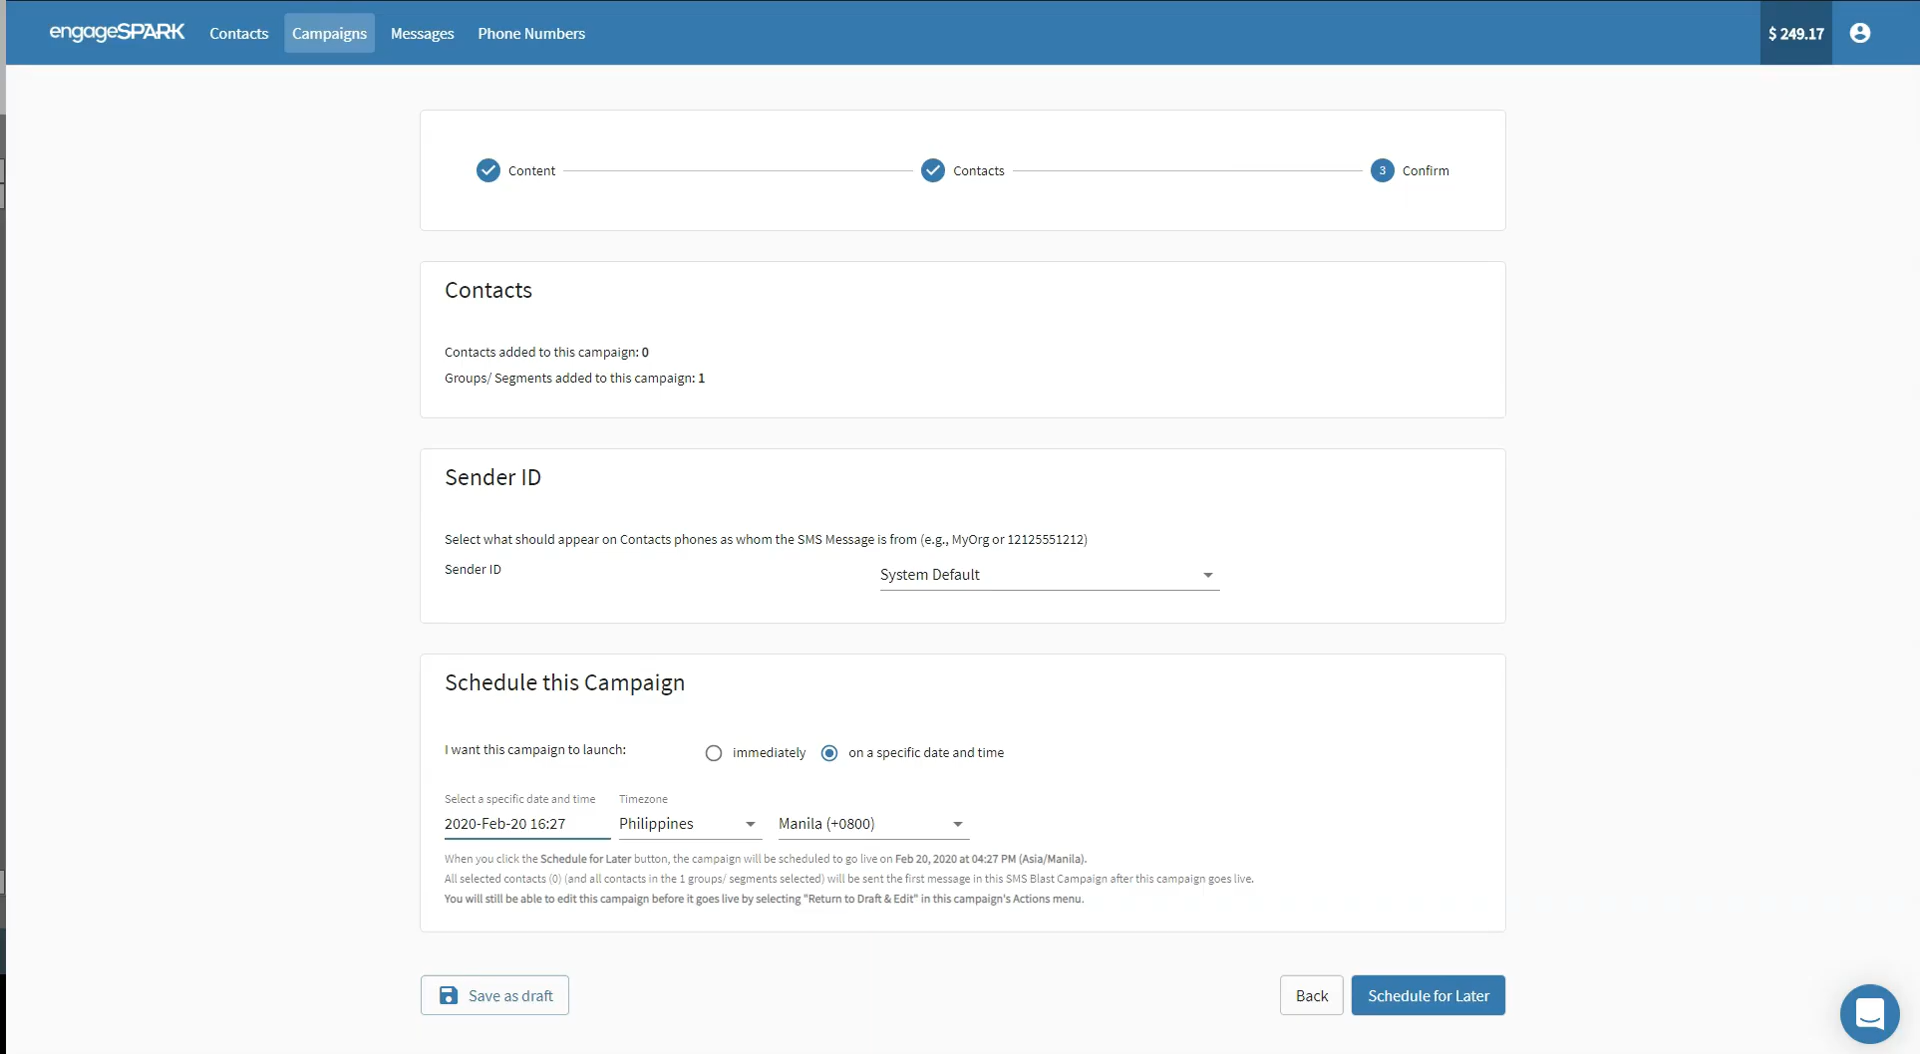 engageSPARK Contacts Campaigns Messages Phone Numbers $ 249.17
Content Contacts 3 Confirm
Contacts
Contacts added to this campaign: 0
Groups/ Segments added to this campaign: 1
Sender ID
Select what should appear on Contacts phones as whom the SMS Message is from (e.g., MyOrg or 12125551212)
Sender ID System Default
Schedule this Campaign
I want this campaign to launch: immediately on a specific date and time
Select a specific date and time Timezone
2020-Feb-20 16:27 Philippines Manila (+0800)
When you click the Schedule for Later button, the campaign will be scheduled to go live on Feb 20, 2020 at 04:27 PM (Asia/Manila).
All selected contacts (0) (and all contacts in the 1 groups/ segments selected) will be sent the first message in this SMS Blast Campaign after this campaign goes live.
You will still be able to edit this campaign before it goes live by selecting "Return to Draft & Edit" in this campaign's Actions menu.
Save as draft Back Schedule for Later